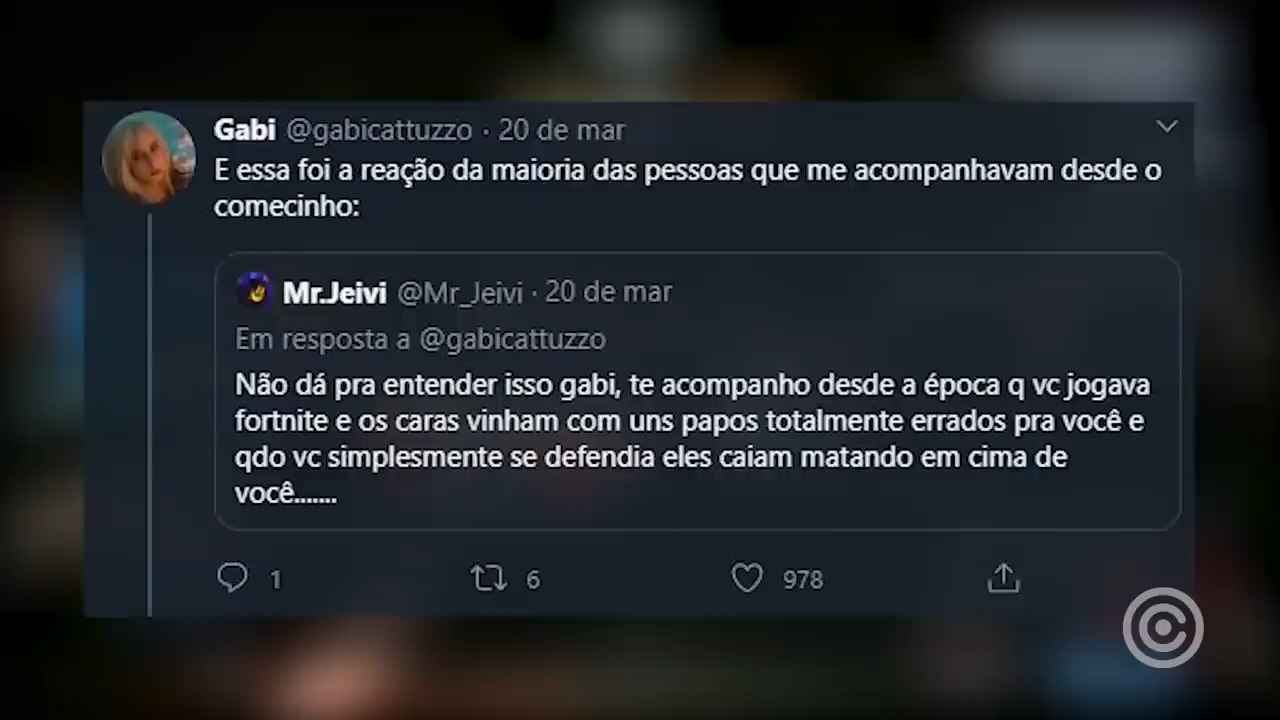 Gabi @gabicattuzzo · 20 de mar
E essa foi a reação da maioria das pessoas que me acompanhavam desde o
comecinho:
Mr.Jeivi @Mr_Jeivi · 20 de mar
Em resposta a @gabicattuzzo
Não dá pra entender isso gabi, te acompanho desde a época q vc jogava
fortnite e os caras vinham com uns papos totalmente errados pra você e
qdo vc simplesmente se defendia eles caiam matando em cima de
você.......
1 6 978